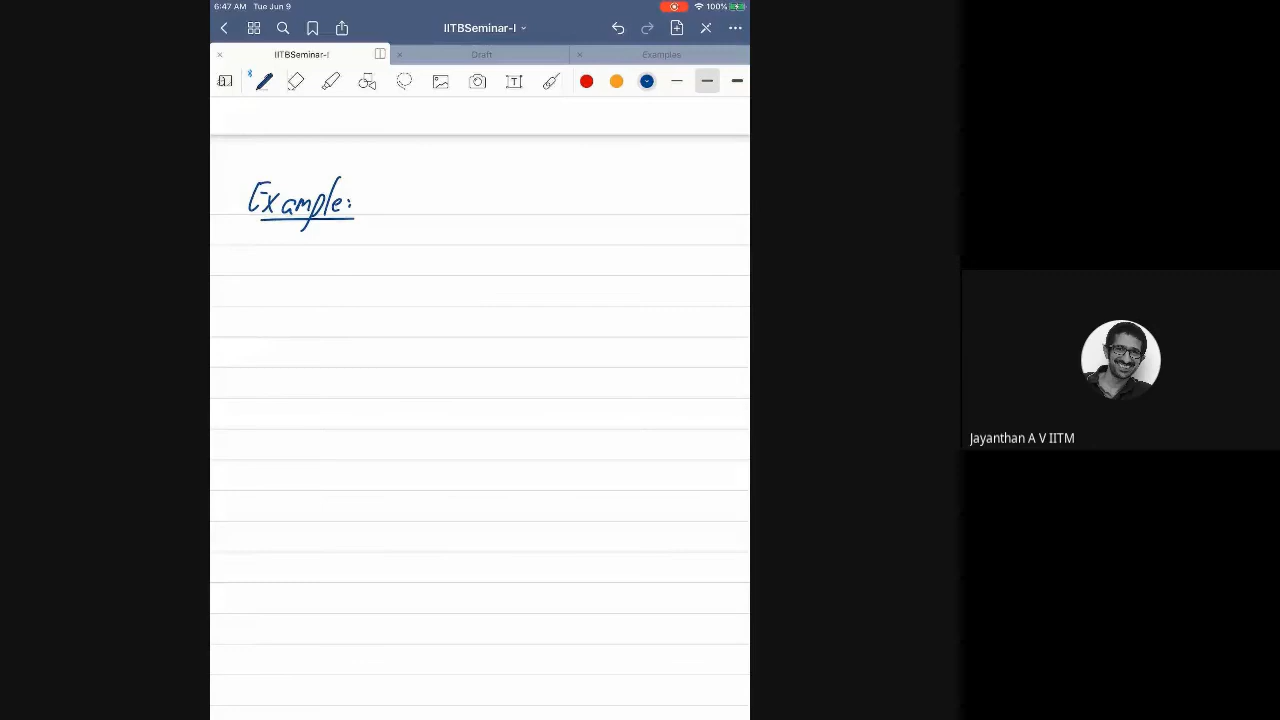 6:47 AM Tue Jun 9
100%
IITBSeminar-I
IITBSeminar-I
Draft
Examples
Example:
Jayanthan A V IITM